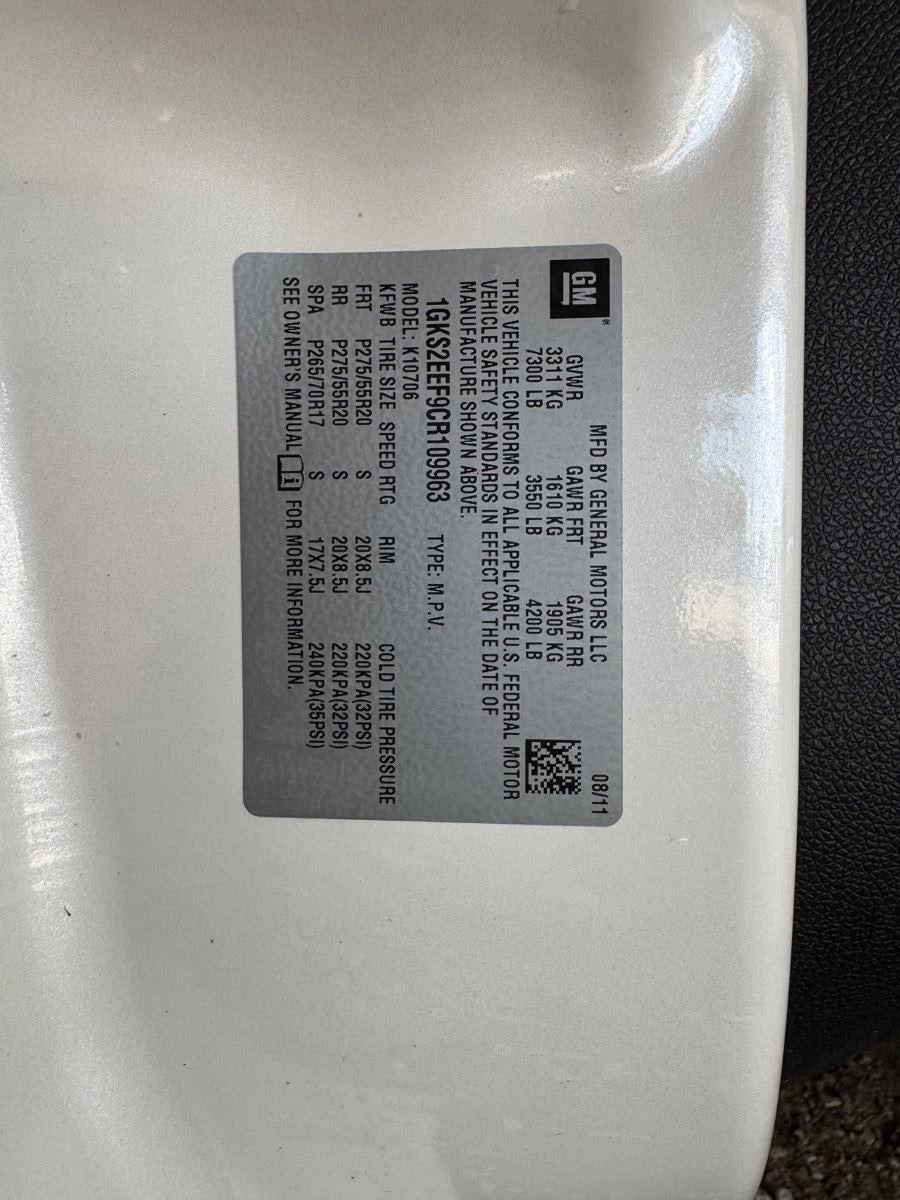 GM®
MFD BY GENERAL MOTORS LLC 08/11
GVWR GAWR FRT GAWR RR
3311 KG 1610 KG 1905 KG
7300 LB 3550 LB 4200 LB
THIS VEHICLE CONFORMS TO ALL APPLICABLE U.S. FEDERAL MOTOR
VEHICLE SAFETY STANDARDS IN EFFECT ON THE DATE OF
MANUFACTURE SHOWN ABOVE.
1GKS2EEF9CR109963 TYPE: M.P.V.
MODEL: K10706
KFWB TIRE SIZE SPEED RTG RIM COLD TIRE PRESSURE
FRT P275/55R20 S 20X8.5J 220KPA(32PSI)
RR P275/55R20 S 20X8.5J 220KPA(32PSI)
SPA P265/70R17 S 17X7.5J 240KPA(35PSI)
SEE OWNER'S MANUAL i FOR MORE INFORMATION.